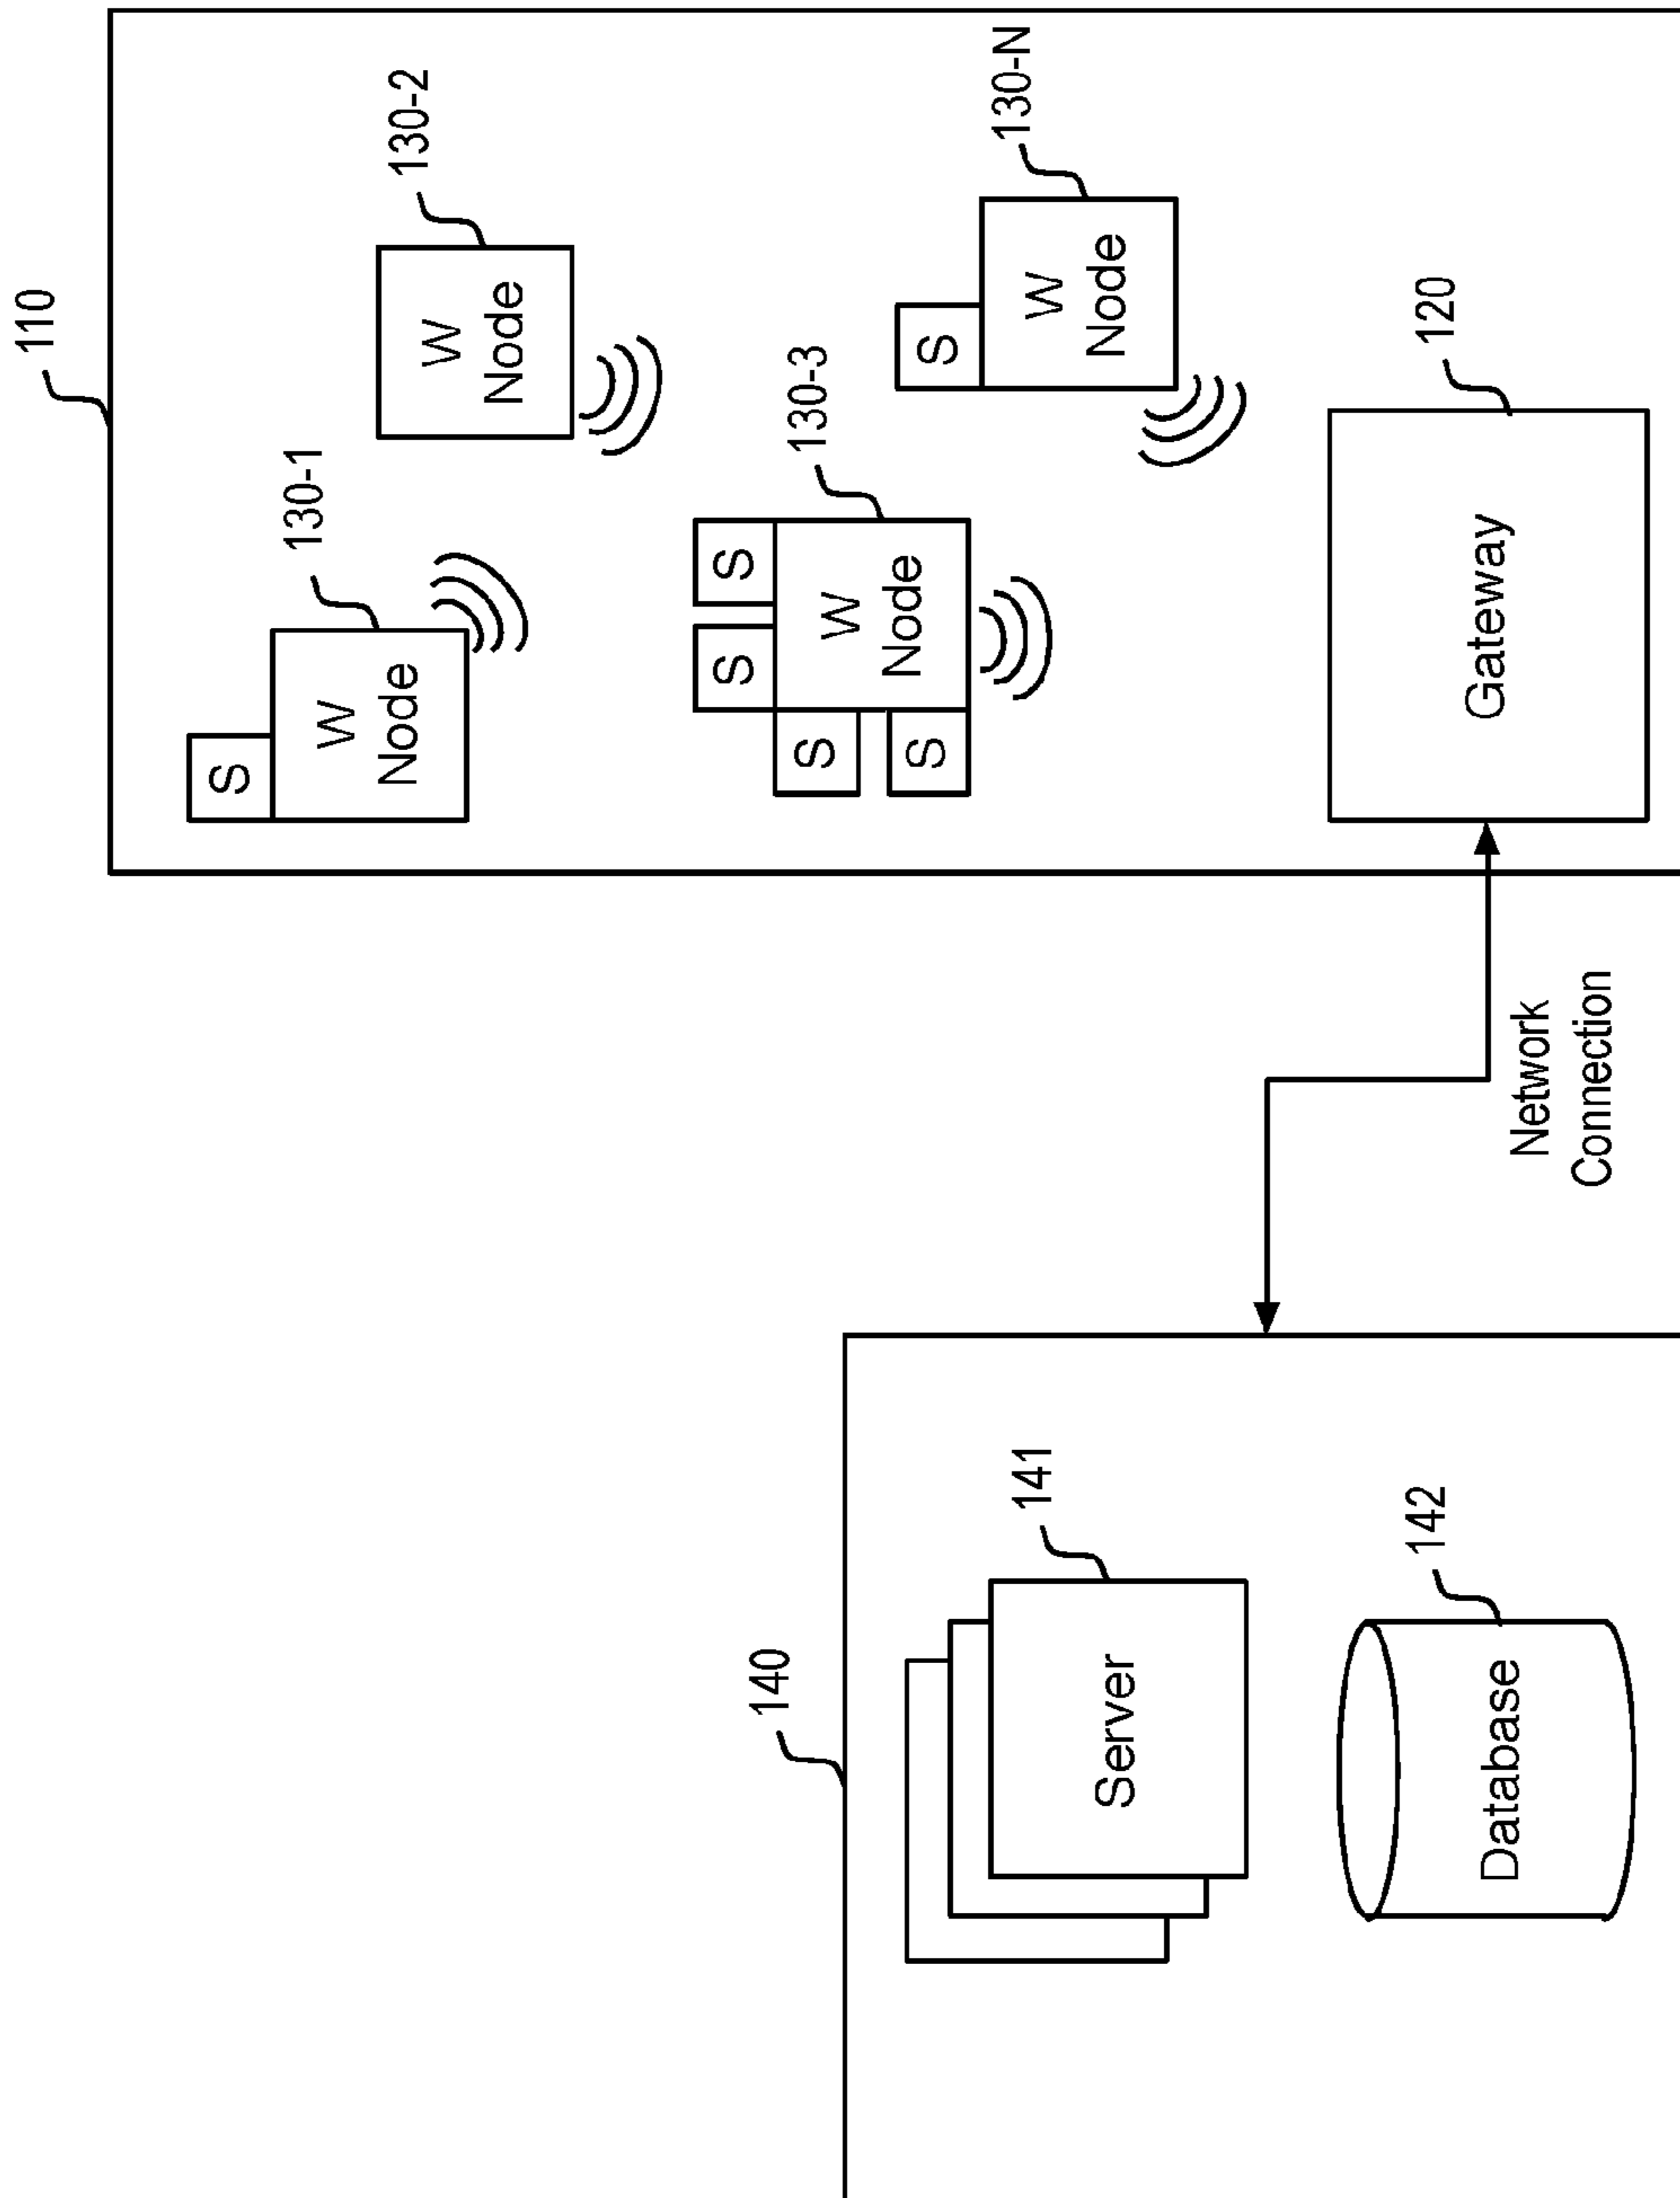 110
130-1
S
W
Node
130-2
W
Node
130-3
S
S
S
S
W
Node
130-N
S
W
Node
120
Gateway
Network
Connection
140
141
Server
142
Database